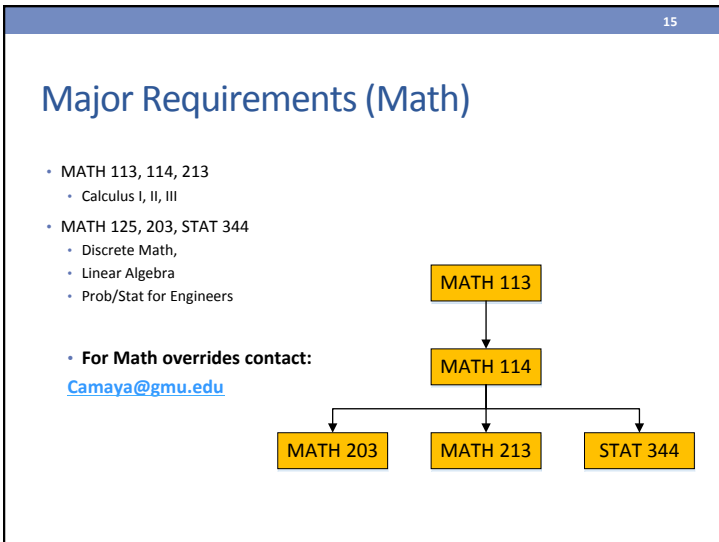 15
Major Requirements (Math)
• MATH 113, 114, 213
• Calculus I, II, III
• MATH 125, 203, STAT 344
• Discrete Math,
• Linear Algebra
• Prob/Stat for Engineers
• For Math overrides contact:
Camaya@gmu.edu
MATH 113
MATH 114
MATH 203
MATH 213
STAT 344